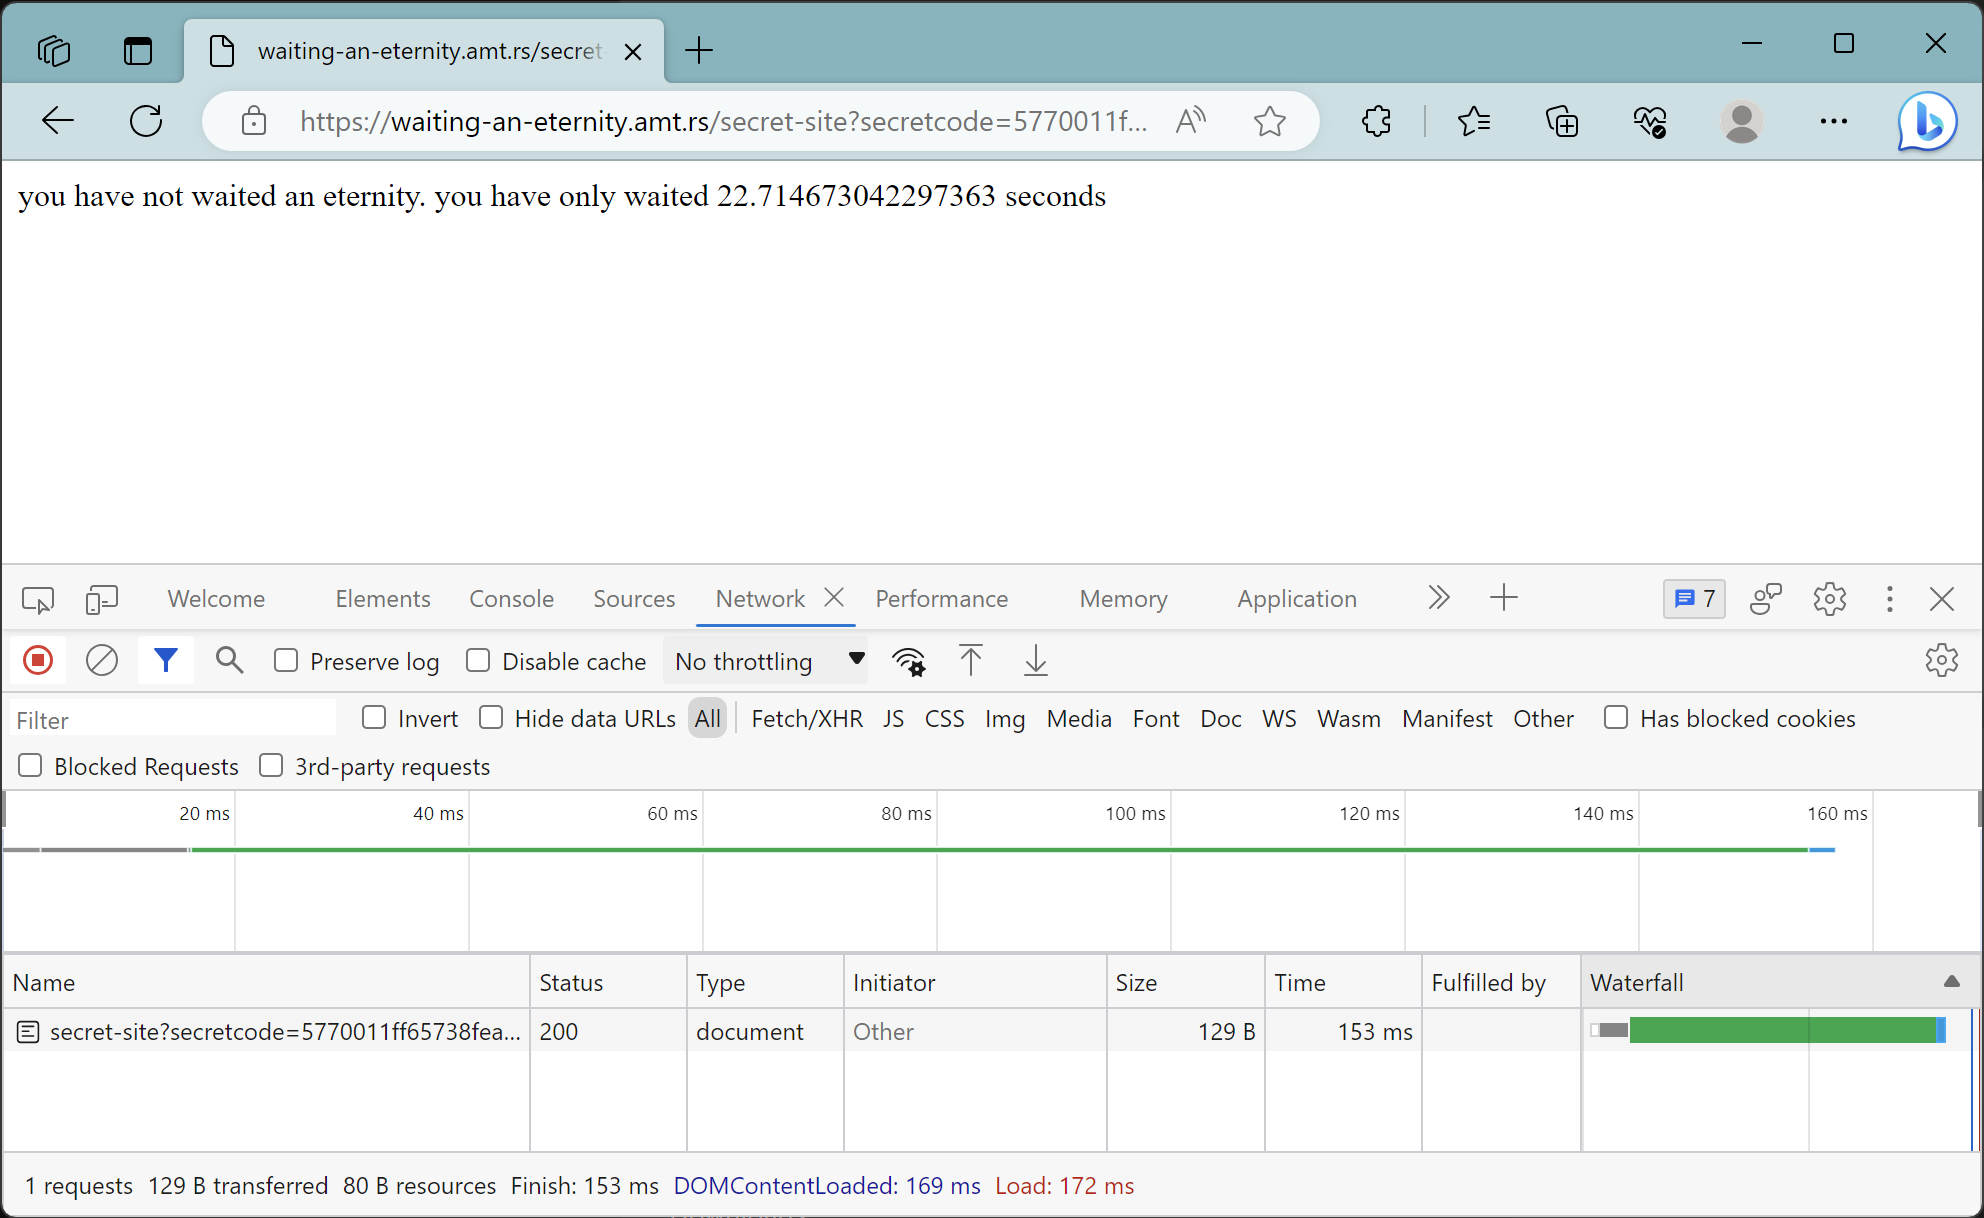 waiting-an-eternity.amt.rs/secret
https://waiting-an-eternity.amt.rs/secret-site?secretcode=5770011f...
you have not waited an eternity. you have only waited 22.714673042297363 seconds
Welcome Elements Console Sources Network Performance Memory Application 7
Preserve log Disable cache No throttling
Filter Invert Hide data URLs All Fetch/XHR JS CSS Img Media Font Doc WS Wasm Manifest Other Has blocked cookies
Blocked Requests 3rd-party requests
20 ms 40 ms 60 ms 80 ms 100 ms 120 ms 140 ms 160 ms
Name Status Type Initiator Size Time Fulfilled by Waterfall
secret-site?secretcode=5770011ff65738fea... 200 document Other 129 B 153 ms
1 requests 129 B transferred 80 B resources Finish: 153 ms DOMContentLoaded: 169 ms Load: 172 ms